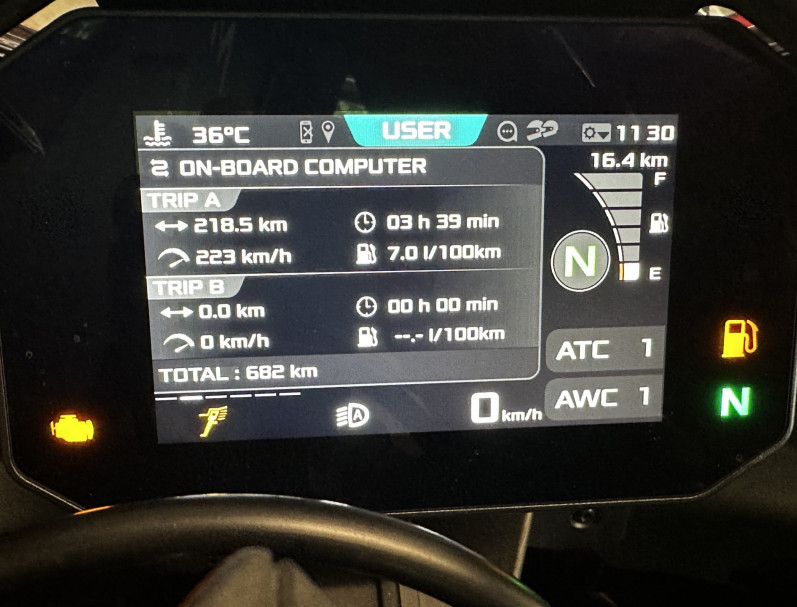 36°C USER 11 30
ON-BOARD COMPUTER
16.4 km
F
TRIP A
218.5 km 03 h 39 min
223 km/h 7.0 l/100km
N
E
TRIP B
0.0 km 00 h 00 min
0 km/h --.- l/100km
TOTAL : 682 km
ATC 1
AWC 1
A
0 km/h
N